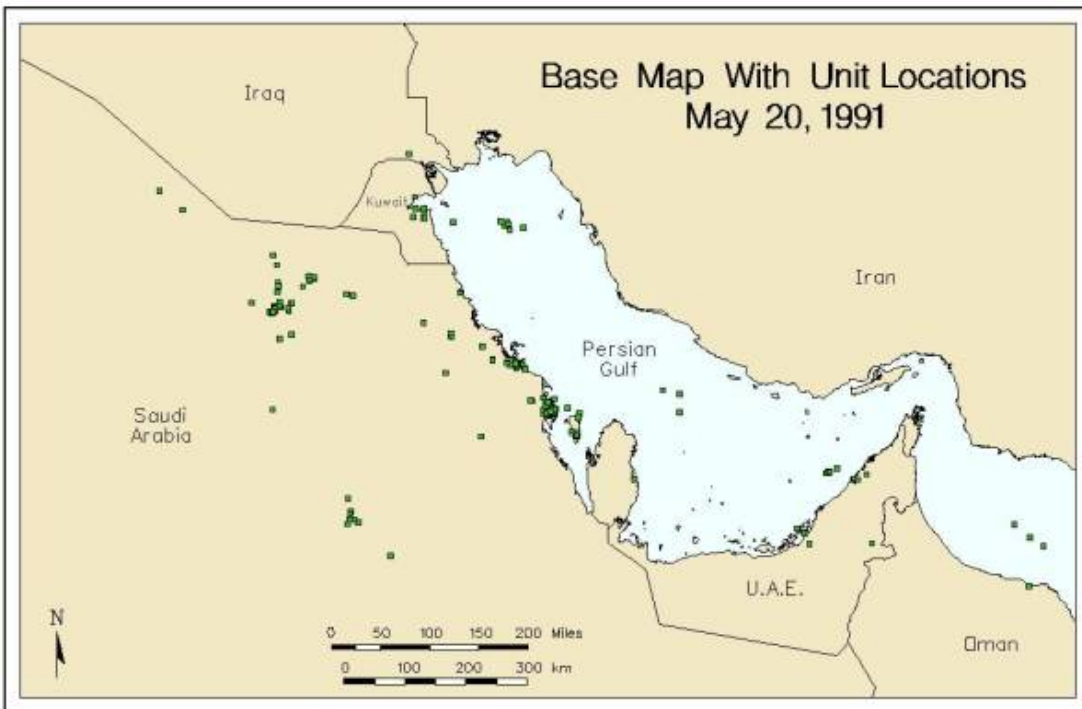 Base Map With Unit Locations
May 20, 1991
Iraq
Kuwait
Iran
Persian
Gulf
Saudi
Arabia
U.A.E.
Oman
N
0 50 100 150 200 Miles
0 100 200 300 km